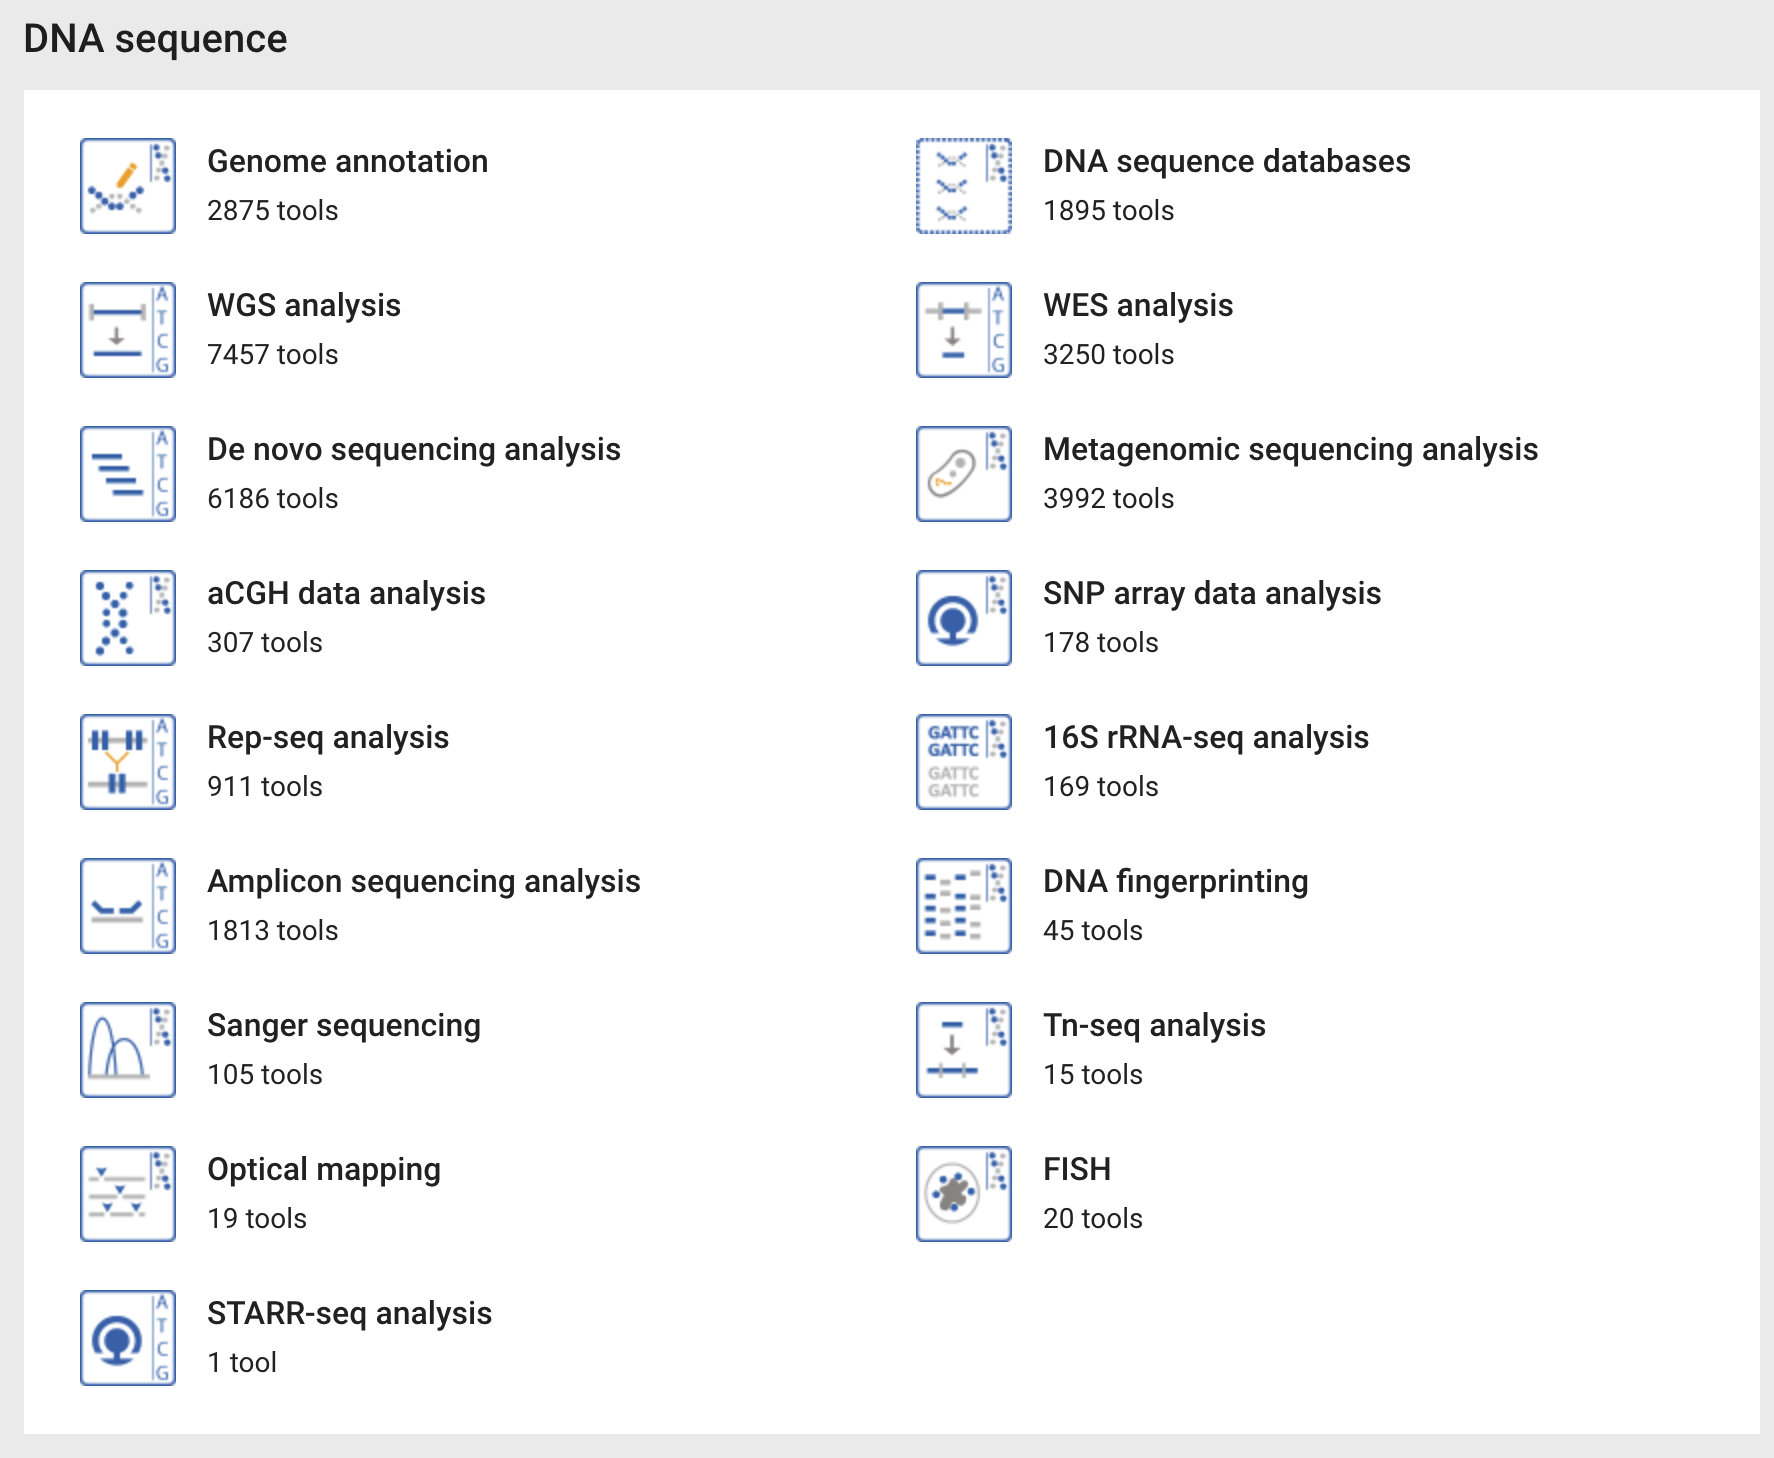 DNA sequence
Genome annotation
2875 tools
DNA sequence databases
1895 tools
A
T
C
G
WGS analysis
7457 tools
A
T
C
G
WES analysis
3250 tools
A
T
C
G
De novo sequencing analysis
6186 tools
Metagenomic sequencing analysis
3992 tools
aCGH data analysis
307 tools
SNP array data analysis
178 tools
A
T
C
G
Rep-seq analysis
911 tools
GATTC
GATTC
GATTC
GATTC
16S rRNA-seq analysis
169 tools
A
T
C
G
Amplicon sequencing analysis
1813 tools
DNA fingerprinting
45 tools
Sanger sequencing
105 tools
Tn-seq analysis
15 tools
Optical mapping
19 tools
FISH
20 tools
A
T
C
G
STARR-seq analysis
1 tool